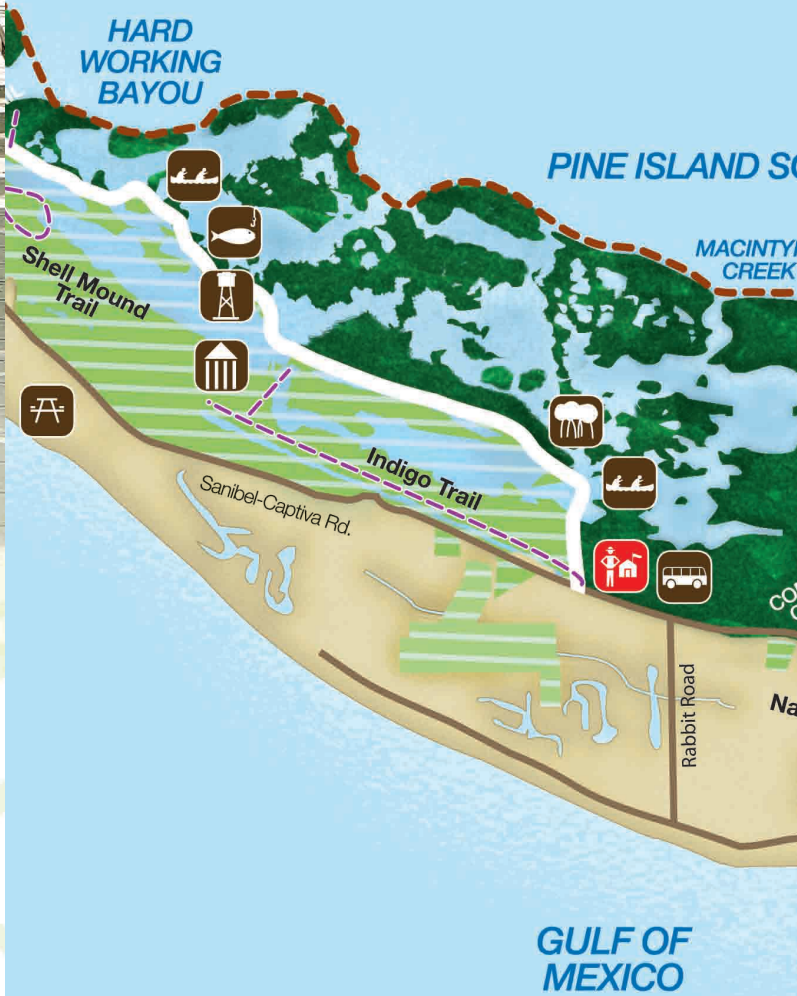 HARD
WORKING
BAYOU
PINE ISLAND
MACINTY
CREEK
Shell Mound
Trail
Indigo Trail
Sanibel-Captiva Rd.
Rabbit Road
GULF OF
MEXICO